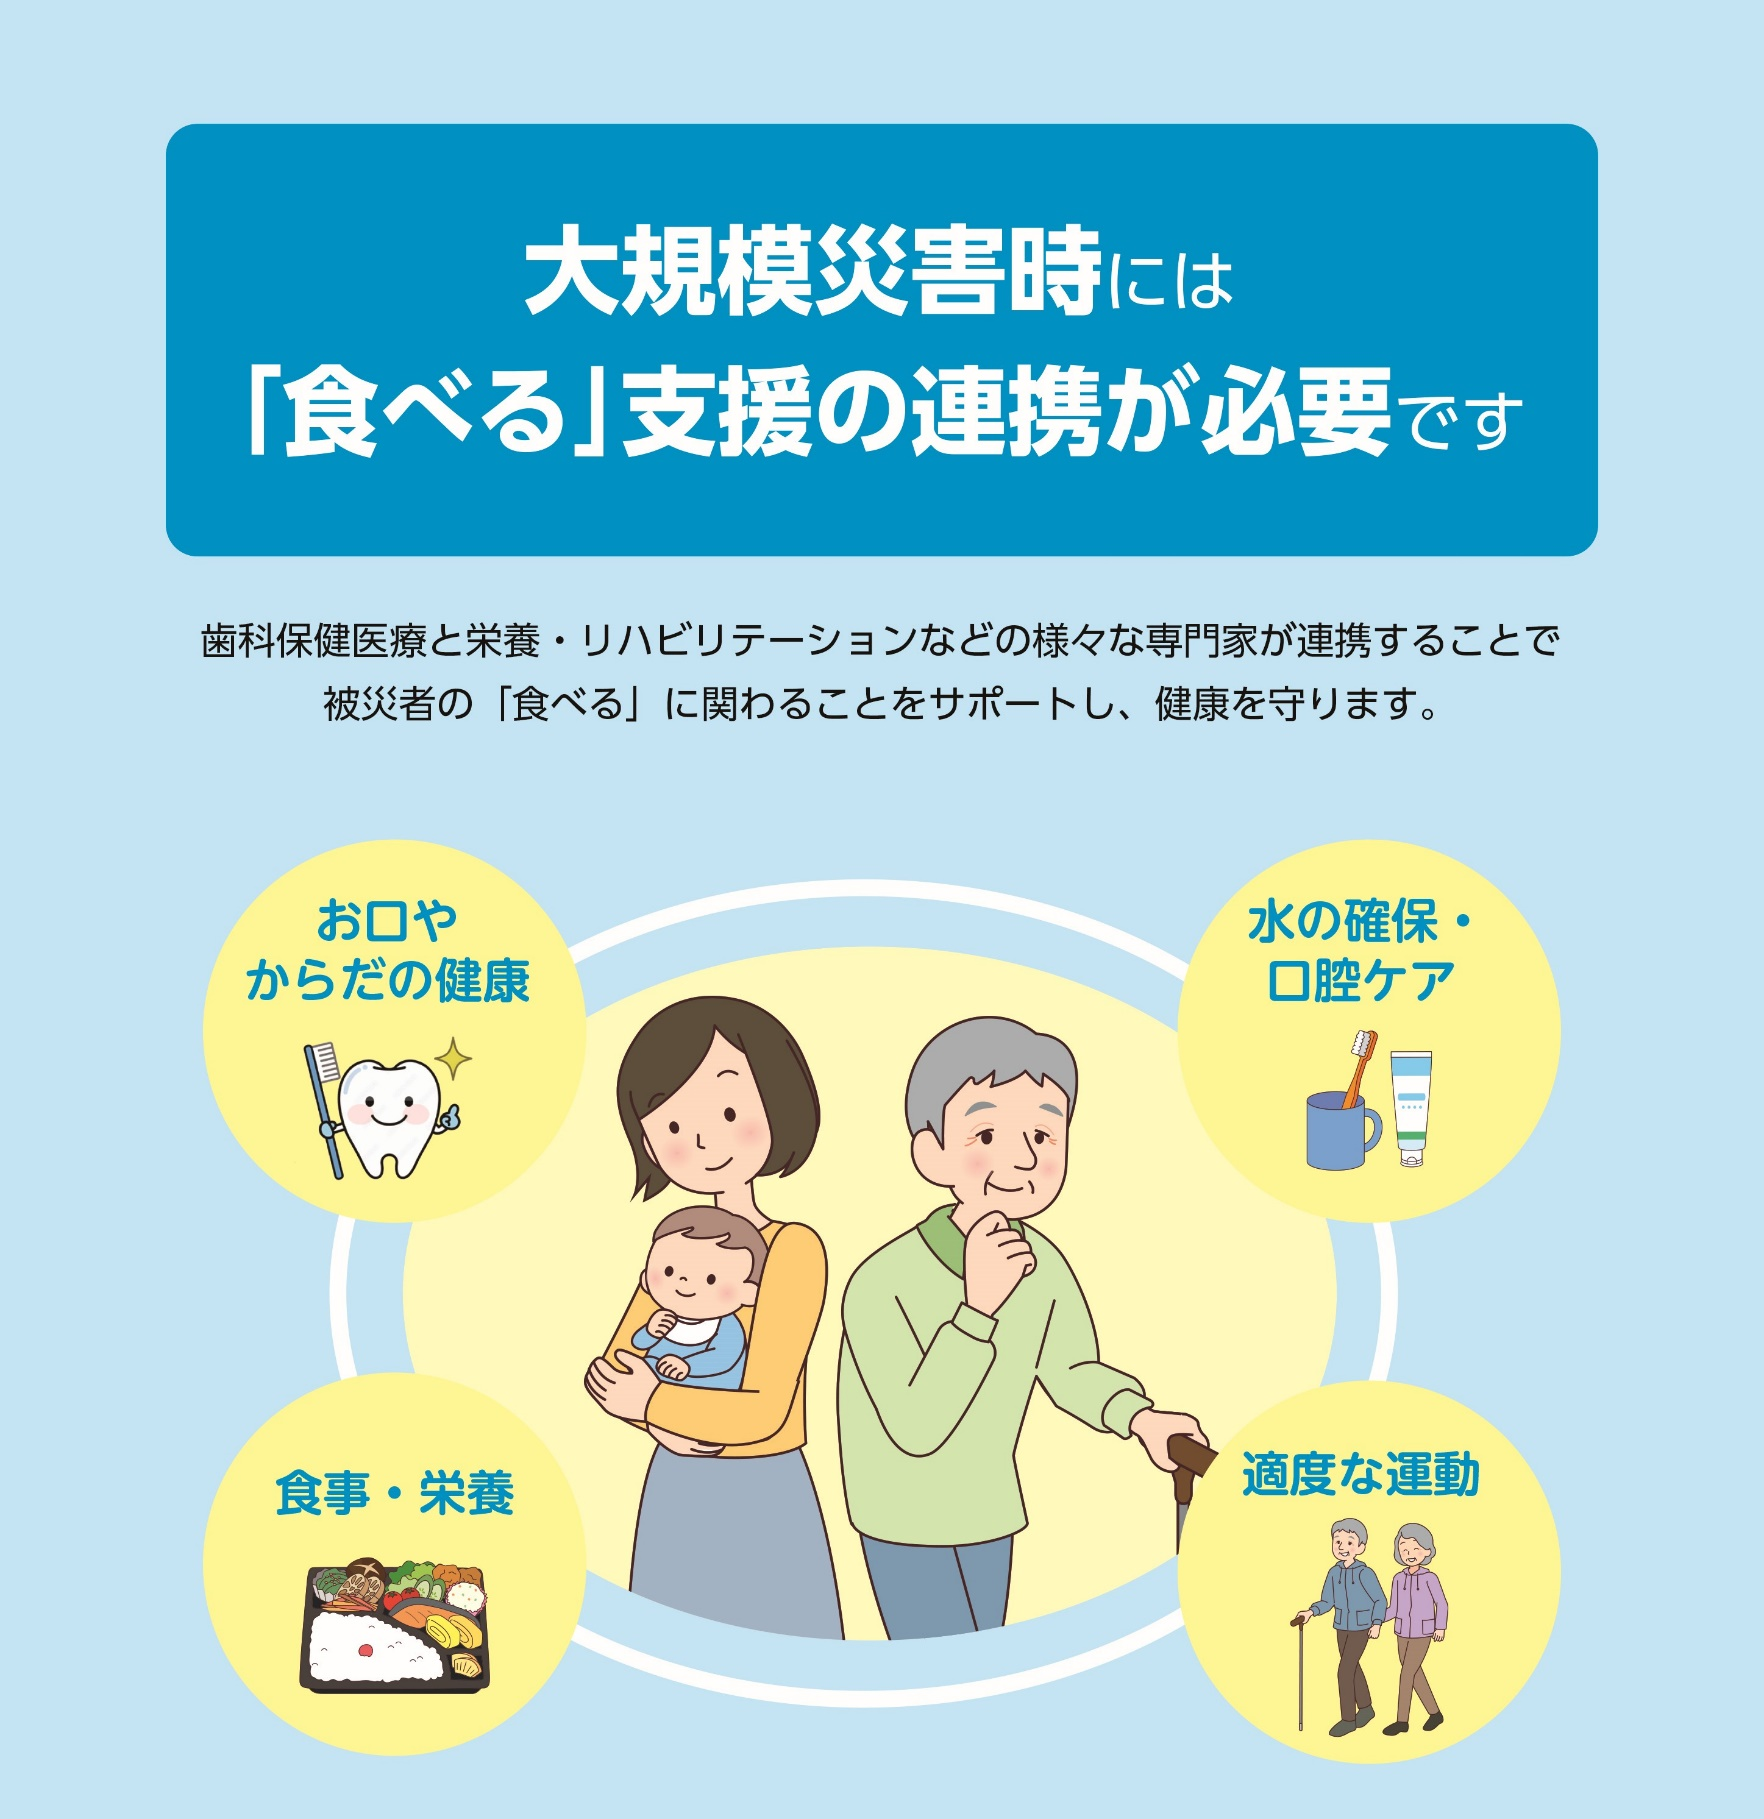 大規模災害時には
「食べる」支援の連携が必要です
歯科保健医療と栄養・リハビリテーションなどの様々な専門家が連携することで
被災者の「食べる」に関わることをサポートし、健康を守ります。
お口や
からだの健康
水の確保・
口腔ケア
食事・栄養
適度な運動